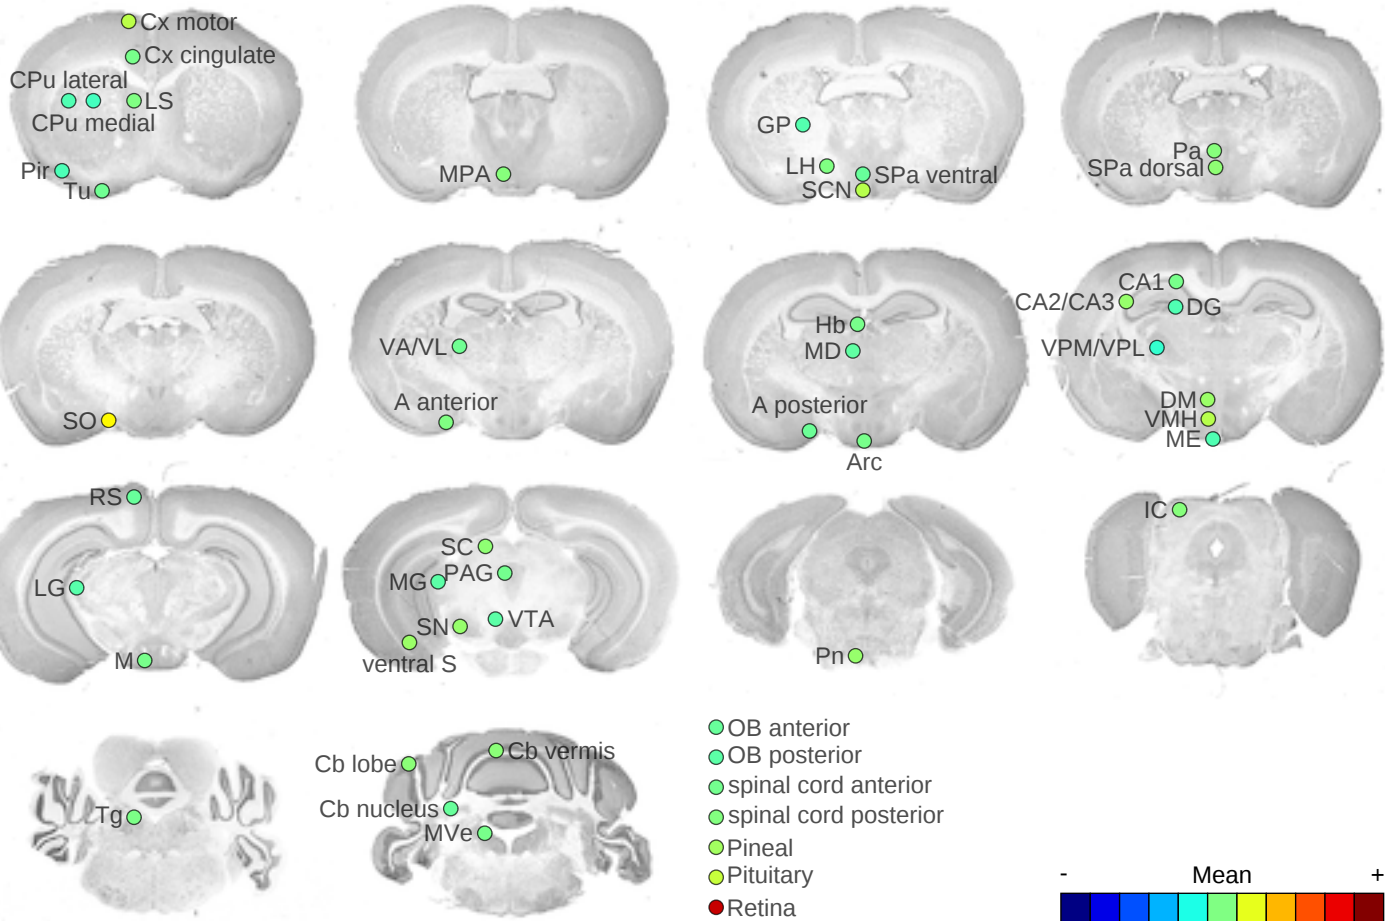 Cx motor
Cx cingulate
CPu lateral
LS
CPu medial
Pir
Tu
MPA
GP
LH
SPa ventral
SCN
Pa
SPa dorsal
SO
VA/VL
A anterior
Hb
MD
A posterior
Arc
CA1
CA2/CA3
DG
VPM/VPL
DM
VMH
ME
RS
LG
M
SC
PAG
MG
VTA
SN
ventral S
Pn
IC
Tg
Cb vermis
Cb lobe
Cb nucleus
MVe
OB anterior
OB posterior
spinal cord anterior
spinal cord posterior
Pineal
Pituitary
Retina
- Mean +